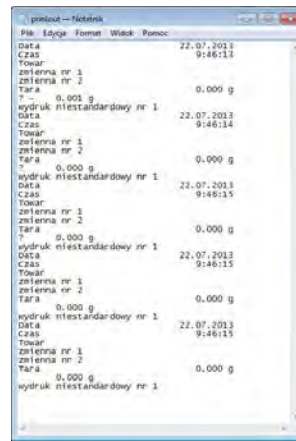 printout — Notatnik
Plik Edycja Format Widok Pomoc
Data 22.07.2013
Czas 9:46:13
Towar
zmienna nr 1
zmienna nr 2
Tara 0.000 g
? - 0.001 g
wydruk niestandardowy nr 1
Data 22.07.2013
Czas 9:46:14
Towar
zmienna nr 1
zmienna nr 2
Tara 0.000 g
? 0.000 g
wydruk niestandardowy nr 1
Data 22.07.2013
Czas 9:46:15
Towar
zmienna nr 1
zmienna nr 2
Tara 0.000 g
? 0.000 g
wydruk niestandardowy nr 1
Data 22.07.2013
Czas 9:46:15
Towar
zmienna nr 1
zmienna nr 2
Tara 0.000 g
0.000 g
wydruk niestandardowy nr 1
Data 22.07.2013
Czas 9:46:15
Towar
zmienna nr 1
zmienna nr 2
Tara 0.000 g
0.000 g
wydruk niestandardowy nr 1